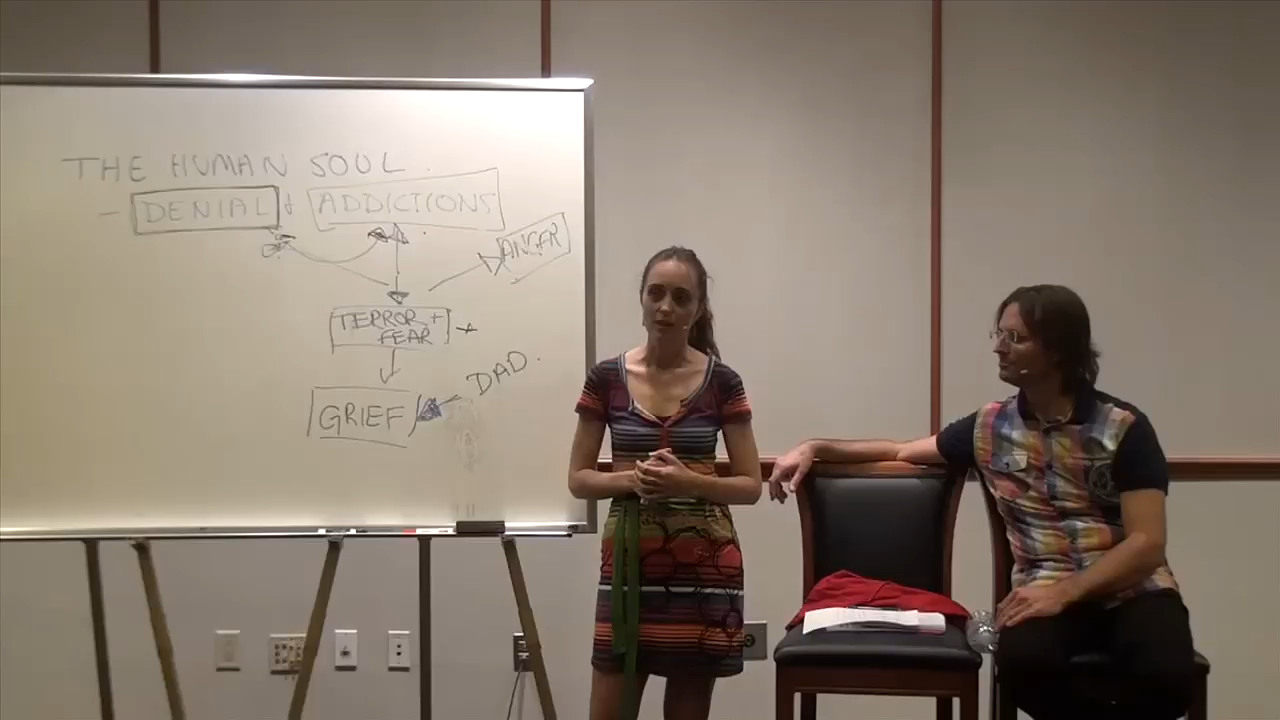 THE HUMAN SOUL.
- DENIAL ↓ ADDICTIONS
ANGER
TERROR +
FEAR
DAD.
GRIEF